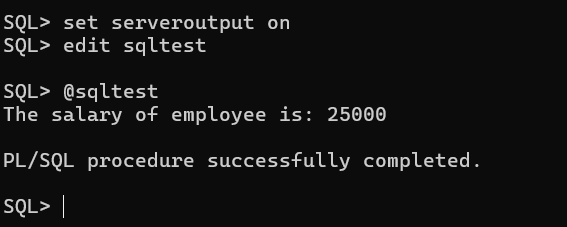 SQL> set serveroutput on
SQL> edit sqltest
SQL> @sqltest
The salary of employee is: 25000
PL/SQL procedure successfully completed.
SQL>